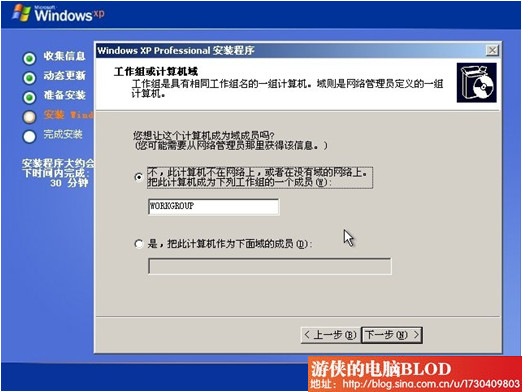 Microsoft
Windows xp
收集信息
动态更新
准备安装
安装 Wind
完成安装
安装程序大约会
下时间内完成:
30 分钟
Windows XP Professional 安装程序
工作组或计算机域
工作组是具有相同工作组名的一组计算机。域则是网络管理员定义的一组
计算机。
您想让这个计算机成为域成员吗?
(您可能需要从网络管理员那里获得该信息。)
不，此计算机不在网络上，或者在没有域的网络上。
把此计算机成为下列工作组的一个成员(W):
WORKGROUP
是，把此计算机作为下面域的成员(D):
< 上一步(B)
下一步(N) >
游侠的电脑BLOD
地址: http://blog.sina.com.cn/u/1730409803